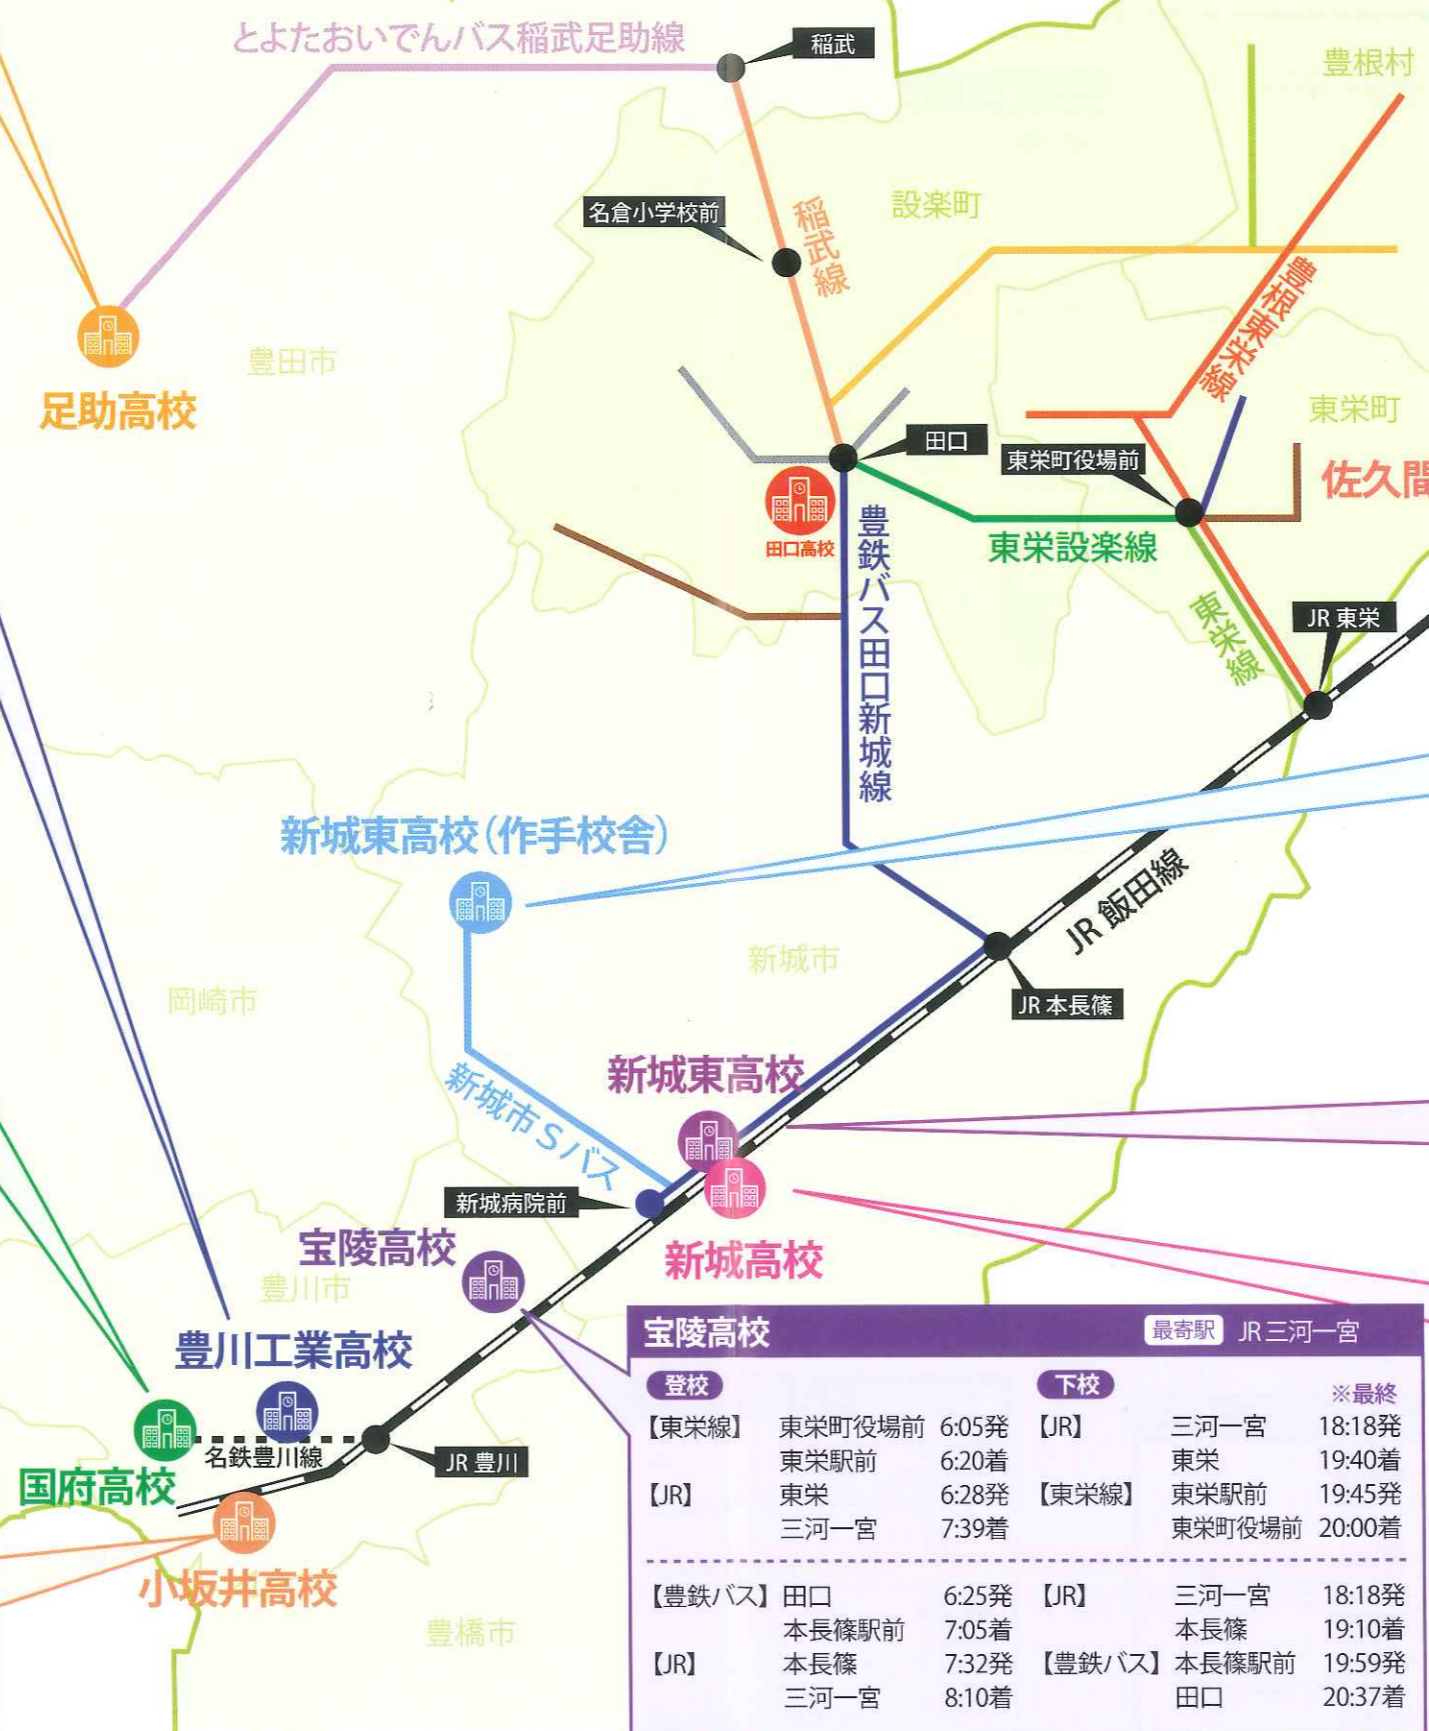 とよたおいでんバス稲武足助線
稲武
豊根村
名倉小学校前
稲武線
設楽町
豊根東栄線
足助高校
豊田市
東栄町
田口
東栄町役場前
佐久間
田口高校
豊鉄バス田口新城線
東栄設楽線
東栄線
JR 東栄
新城東高校(作手校舎)
JR 飯田線
新城市
岡崎市
JR 本長篠
新城東高校
新城市Sバス
新城病院前
宝陵高校
新城高校
豊川市
豊川工業高校
名鉄豊川線
JR 豊川
国府高校
小坂井高校
豊橋市
宝陵高校 最寄駅 JR 三河一宮
登校
【東栄線】 東栄町役場前 6:05発
東栄駅前 6:20着
【JR】 東栄 6:28発
三河一宮 7:39着
【豊鉄バス】 田口 6:25発
本長篠駅前 7:05着
【JR】 本長篠 7:32発
三河一宮 8:10着
下校 ※最終
【JR】 三河一宮 18:18発
東栄 19:40着
【東栄線】 東栄駅前 19:45発
東栄町役場前 20:00着
【JR】 三河一宮 18:18発
本長篠 19:10着
【豊鉄バス】 本長篠駅前 19:59発
田口 20:37着